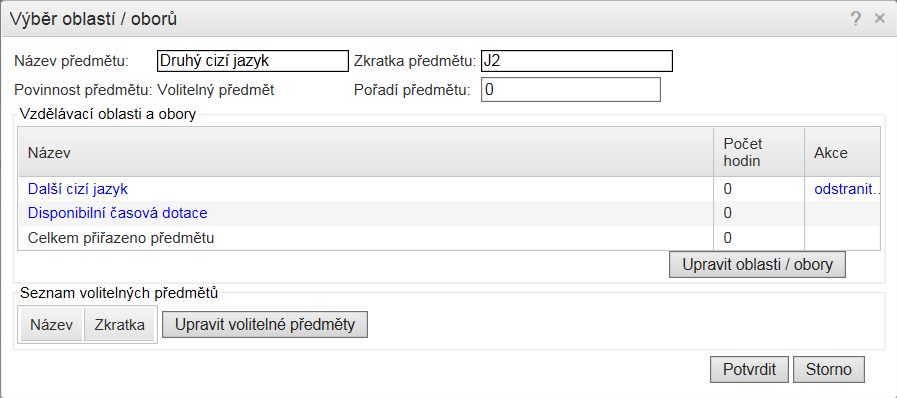 Výběr oblastí / oborů ? ×
Název předmětu: Druhý cizí jazyk Zkratka předmětu: J2
Povinnost předmětu: Volitelný předmět Pořadí předmětu: 0
Vzdělávací oblasti a obory
Název Počet hodin Akce
Další cizí jazyk 0 odstranit..
Disponibilní časová dotace 0
Celkem přiřazeno předmětu 0
Upravit oblasti / obory
Seznam volitelných předmětů
Název Zkratka Upravit volitelné předměty
Potvrdit Storno